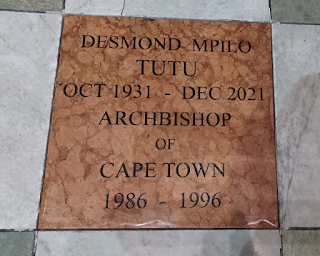 DESMOND MPILO
TUTU
OCT 1931 - DEC 2021
ARCHBISHOP
OF
CAPE TOWN
1986 - 1996